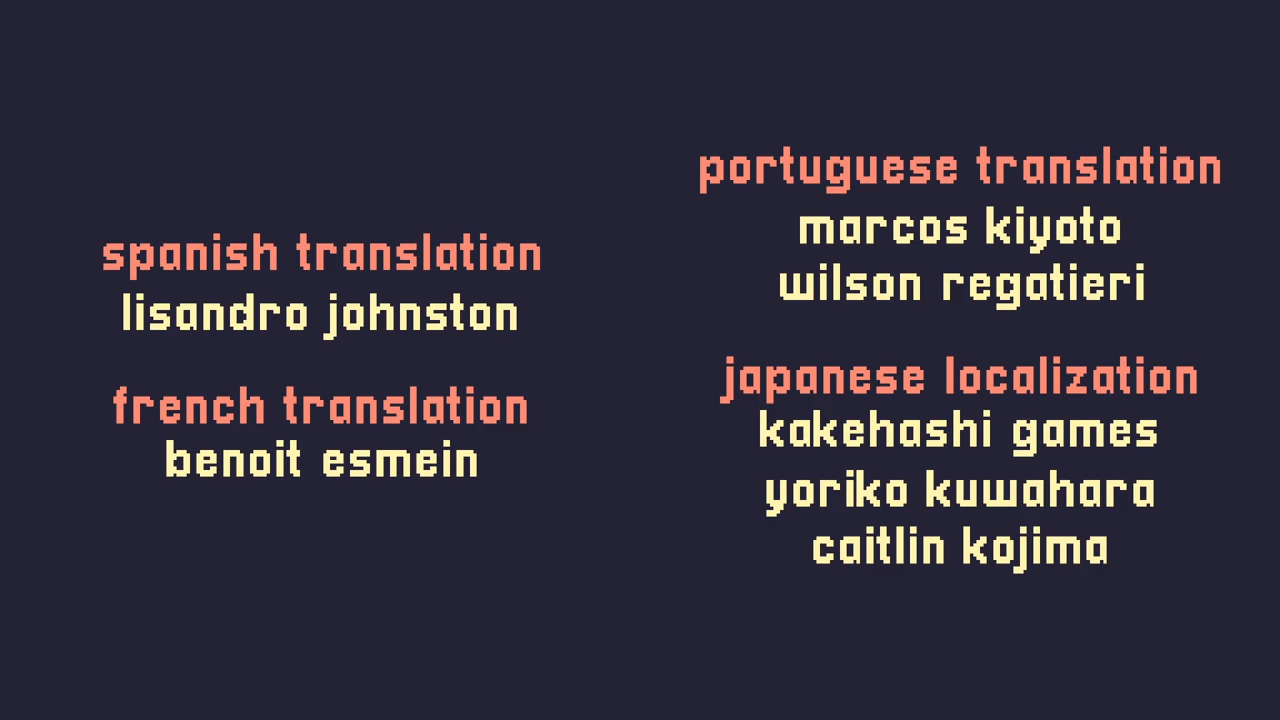 spanish translation
lisandro johnston
french translation
benoit esmein
portuguese translation
marcos kiyoto
wilson regatieri
japanese localization
kakehashi games
yoriko kuwahara
caitlin kojima